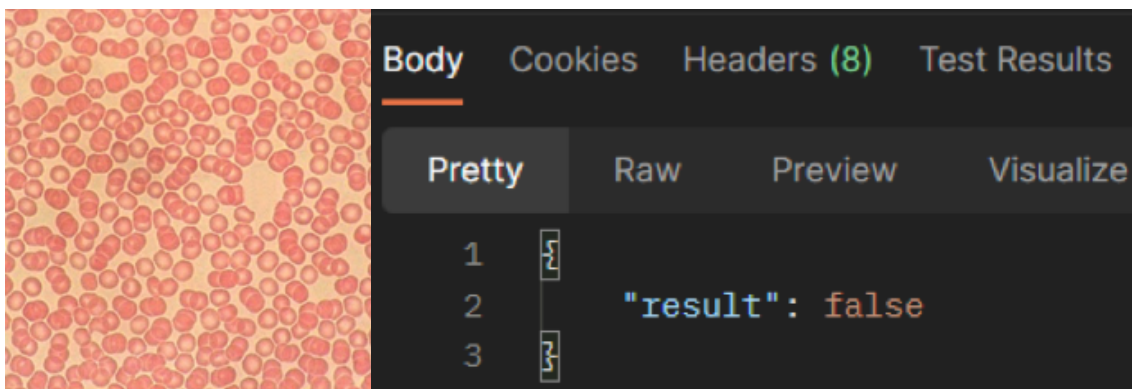 Body Cookies Headers (8) Test Results
Pretty Raw Preview Visualize
1 {
2 "result": false
3 }